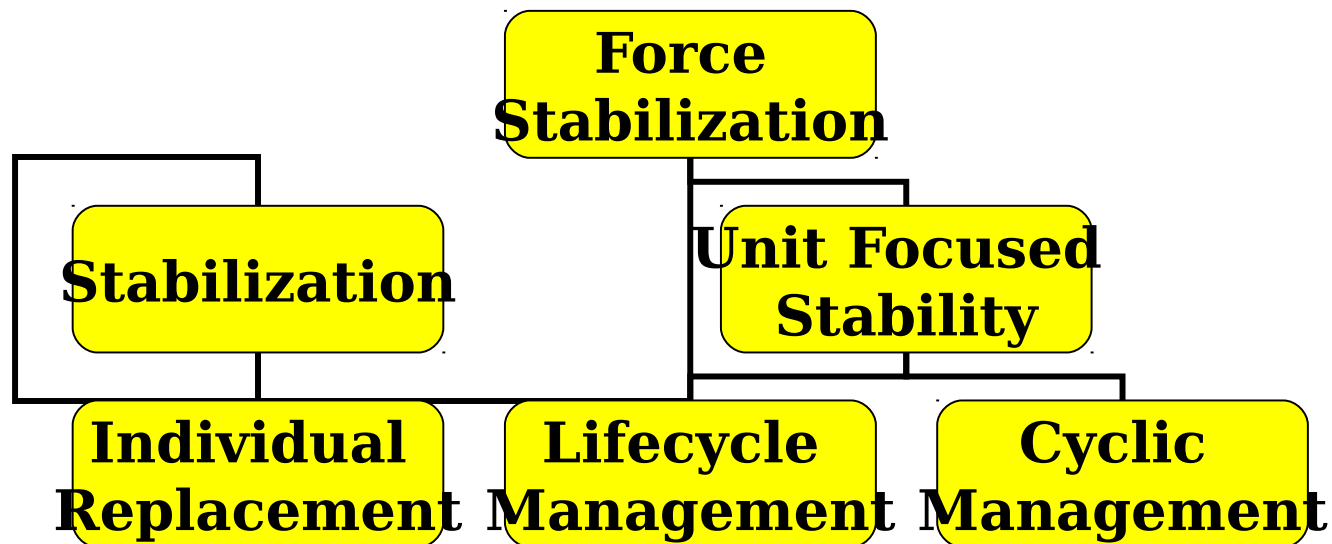 Force
Stabilization
Stabilization
Unit Focused
Stability
Individual
Replacement
Lifecycle
Management
Cyclic
Management